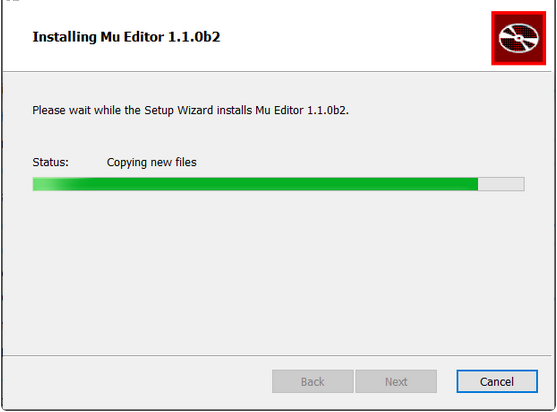 Installing Mu Editor 1.1.0b2
Please wait while the Setup Wizard installs Mu Editor 1.1.0b2.
Status: Copying new files
Back Next Cancel